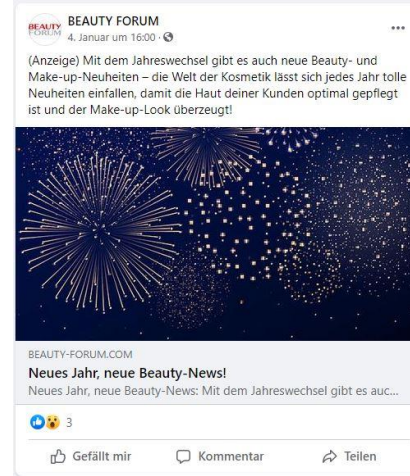 BEAUTY FORUM
BEAUTY FORUM
4. Januar um 16:00 ·
(Anzeige) Mit dem Jahreswechsel gibt es auch neue Beauty- und
Make-up-Neuheiten – die Welt der Kosmetik lässt sich jedes Jahr tolle
Neuheiten einfallen, damit die Haut deiner Kunden optimal gepflegt
ist und der Make-up-Look überzeugt!
BEAUTY-FORUM.COM
Neues Jahr, neue Beauty-News!
Neues Jahr, neue Beauty-News: Mit dem Jahreswechsel gibt es auc...
3
Gefällt mir
Kommentar
Teilen